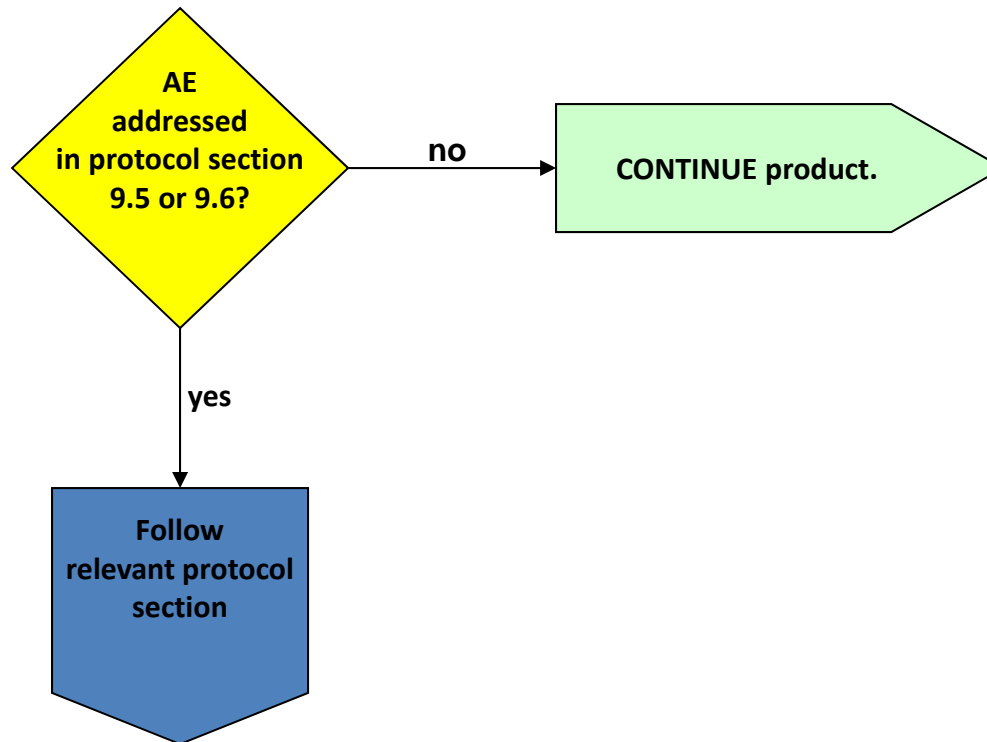 AE
addressed
in protocol section
9.5 or 9.6?
no
CONTINUE product.
yes
Follow
relevant protocol
section